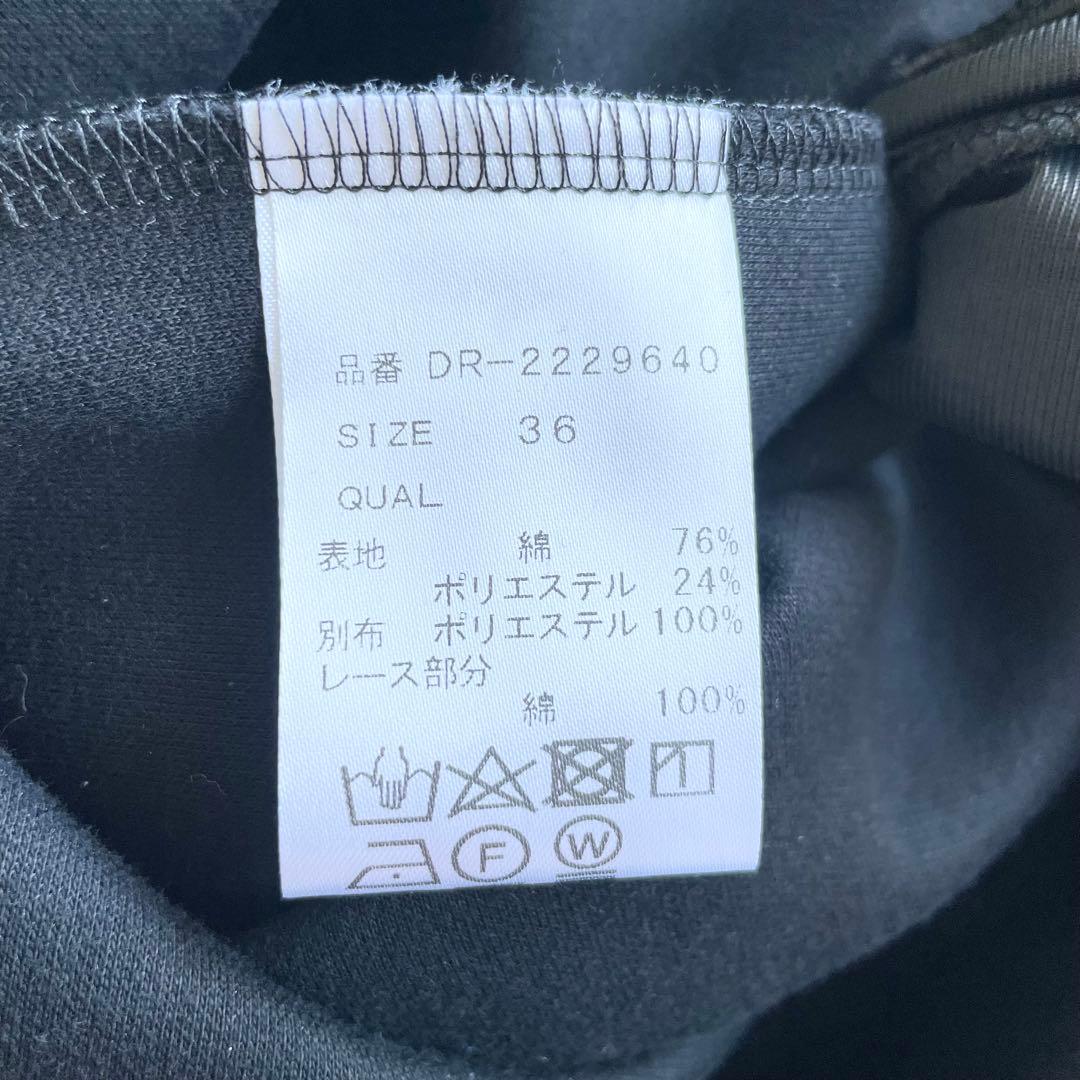 品番 DR-2229640
SIZE 36
QUAL
表地 綿 76%
ポリエステル 24%
別布 ポリエステル 100%
レース部分
綿 100%
F W